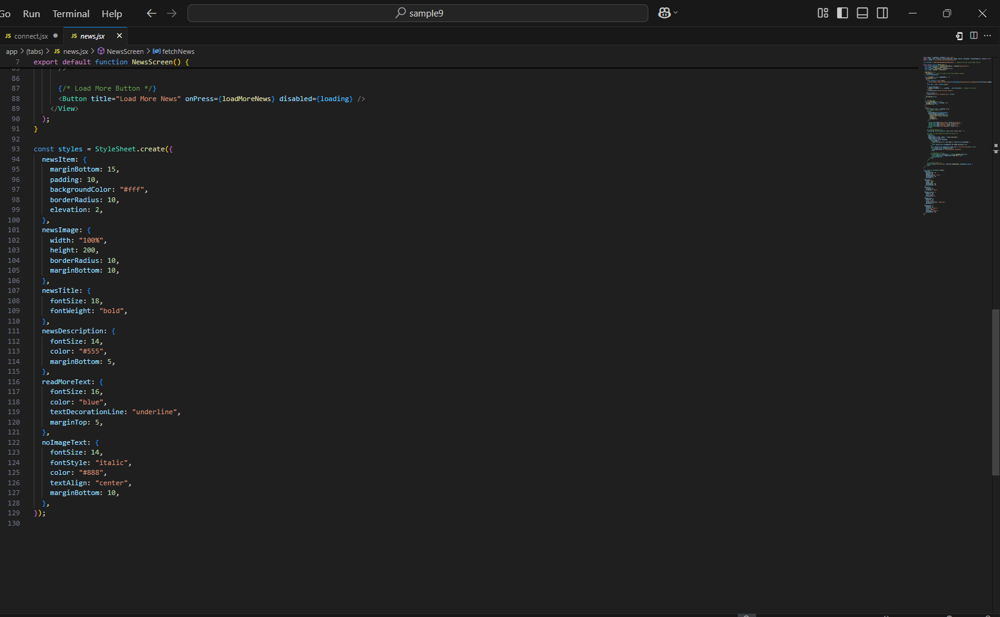 Go Run Terminal Help
sample9
JS connect.jsx
JS news.jsx
app > (tabs) > JS news.jsx > NewsScreen > fetchNews
7 export default function NewsScreen() {
85 />
86
87 {/* Load More Button */}
88 <Button title="Load More News" onPress={loadMoreNews} disabled={loading} />
89 </View>
90 );
91 }
92
93 const styles = StyleSheet.create({
94 newsItem: {
95 marginBottom: 15,
96 padding: 10,
97 backgroundColor: "#fff",
98 borderRadius: 10,
99 elevation: 2,
100 },
101 newsImage: {
102 width: "100%",
103 height: 200,
104 borderRadius: 10,
105 marginBottom: 10,
106 },
107 newsTitle: {
108 fontSize: 18,
109 fontWeight: "bold",
110 },
111 newsDescription: {
112 fontSize: 14,
113 color: "#555",
114 marginBottom: 5,
115 },
116 readMoreText: {
117 fontSize: 16,
118 color: "blue",
119 textDecorationLine: "underline",
120 marginTop: 5,
121 },
122 noImageText: {
123 fontSize: 14,
124 fontStyle: "italic",
125 color: "#888",
126 textAlign: "center",
127 marginBottom: 10,
128 },
129 });
130